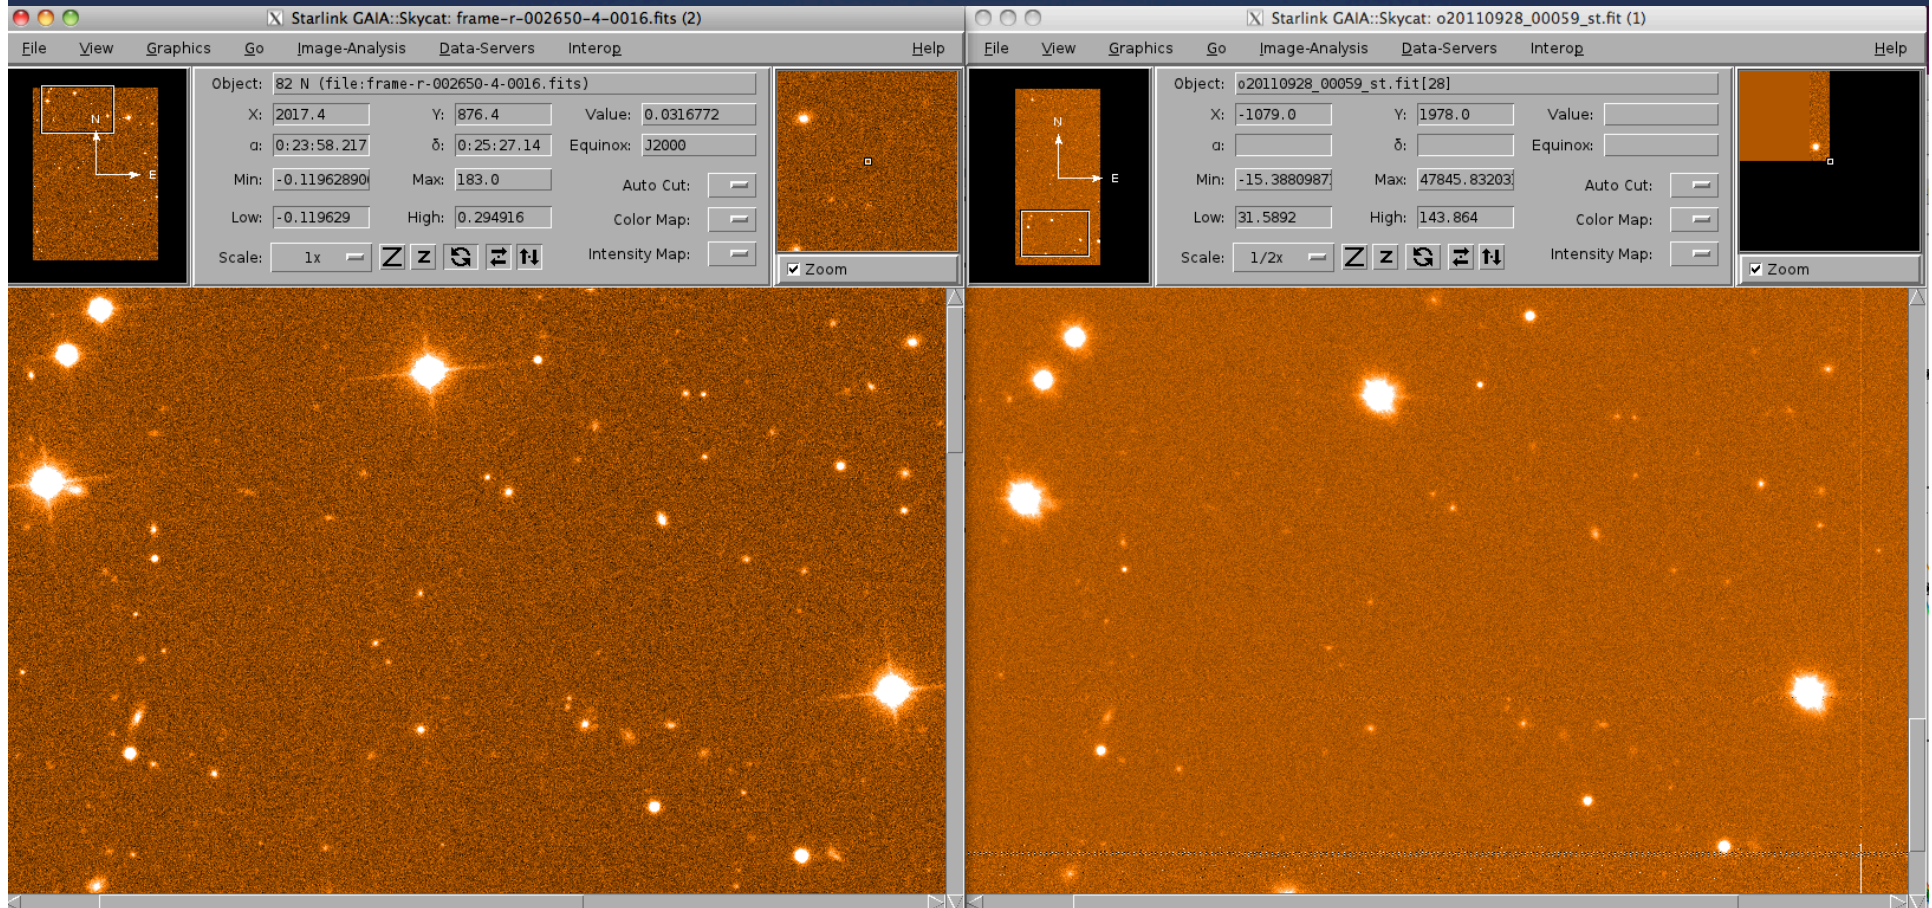 Starlink GAIA::Skycat: frame-r-002650-4-0016.fits (2)
File View Graphics Go Image-Analysis Data-Servers Interop Help
Object: 82 N (file:frame-r-002650-4-0016.fits)
X: 2017.4 Y: 876.4 Value: 0.0316772
α: 0:23:58.217 δ: 0:25:27.14 Equinox: J2000
Min: -0.11962890 Max: 183.0 Auto Cut:
Low: -0.119629 High: 0.294916 Color Map:
Scale: 1x Z z Intensity Map:
N
E
Zoom
Starlink GAIA::Skycat: o20110928_00059_st.fit (1)
File View Graphics Go Image-Analysis Data-Servers Interop Help
Object: o20110928_00059_st.fit[28]
X: -1079.0 Y: 1978.0 Value:
α: δ: Equinox:
Min: -15.3880987 Max: 47845.83203 Auto Cut:
Low: 31.5892 High: 143.864 Color Map:
Scale: 1/2x Z z Intensity Map:
N
E
Zoom